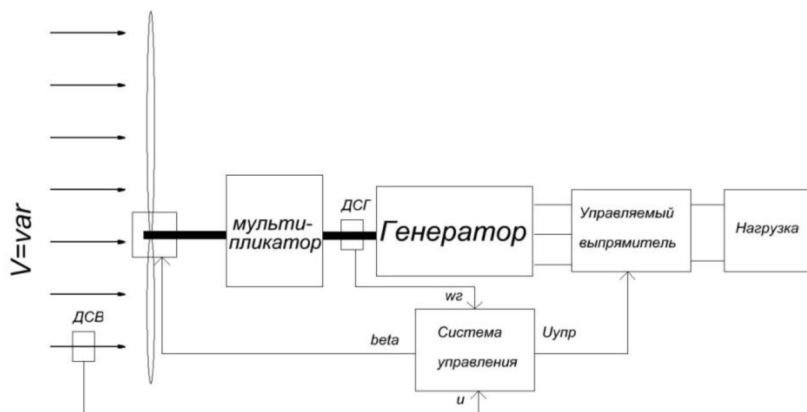 V=var
ДСВ
мульти-
пликатор
ДСГ
Генератор
Управляемый
выпрямитель
Нагрузка
wг
beta
Система
управления
Uупр
u